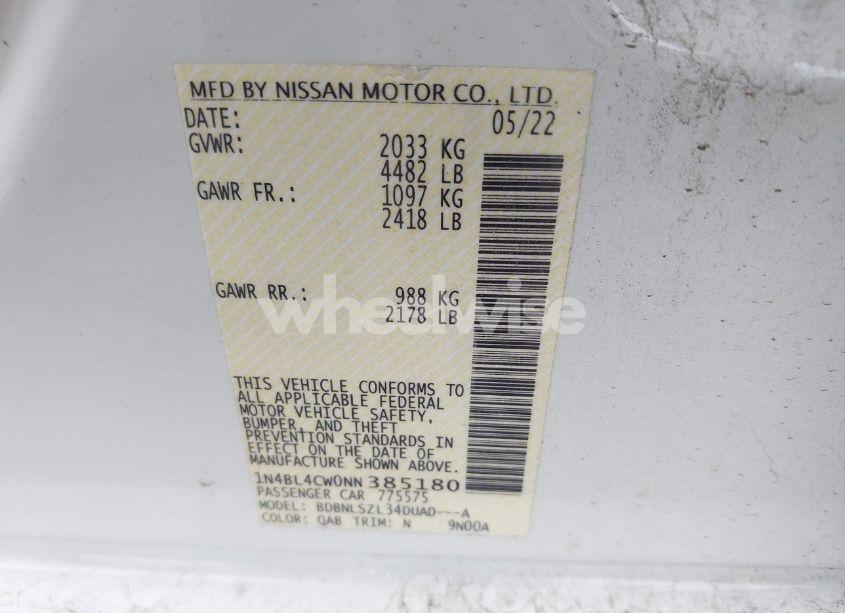 MFD BY NISSAN MOTOR CO., LTD.
DATE: 05/22
GVWR: 2033 KG
4482 LB
GAWR FR.: 1097 KG
2418 LB
GAWR RR.: 988 KG
2178 LB
wheelwise
THIS VEHICLE CONFORMS TO
ALL APPLICABLE FEDERAL
MOTOR VEHICLE SAFETY,
BUMPER, AND THEFT
PREVENTION STANDARDS IN
EFFECT ON THE DATE OF
MANUFACTURE SHOWN ABOVE.
1N4BL4CW0NN385180
PASSENGER CAR 775575
MODEL: BDBNLSZL34DUAD---A
COLOR: QAB TRIM: N 9N00A